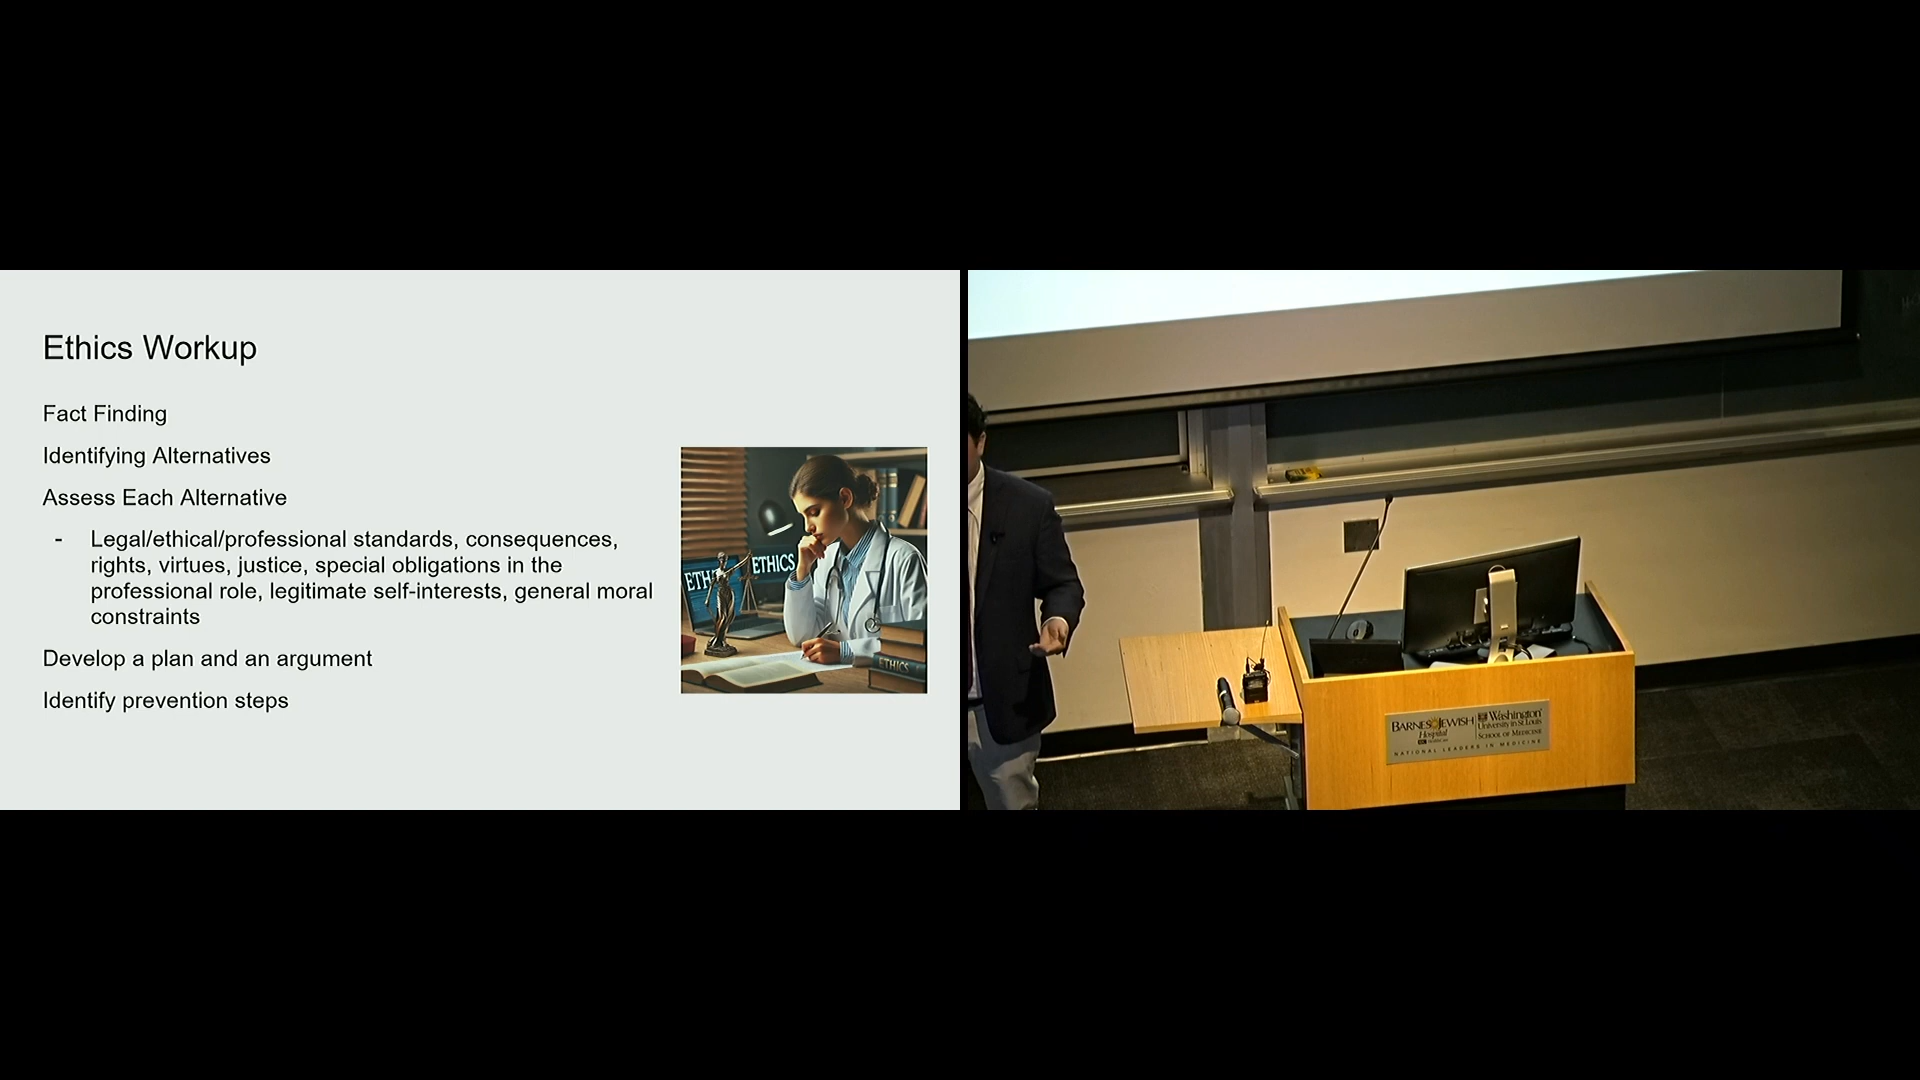 Ethics Workup
Fact Finding
Identifying Alternatives
Assess Each Alternative
- Legal/ethical/professional standards, consequences,
rights, virtues, justice, special obligations in the
professional role, legitimate self-interests, general moral
constraints
Develop a plan and an argument
Identify prevention steps
ETH
ETHICS
ETHICS
BARNES JEWISH
Hospital
Washington
University in St. Louis
SCHOOL OF MEDICINE
NATIONAL LEADERS IN MEDICINE